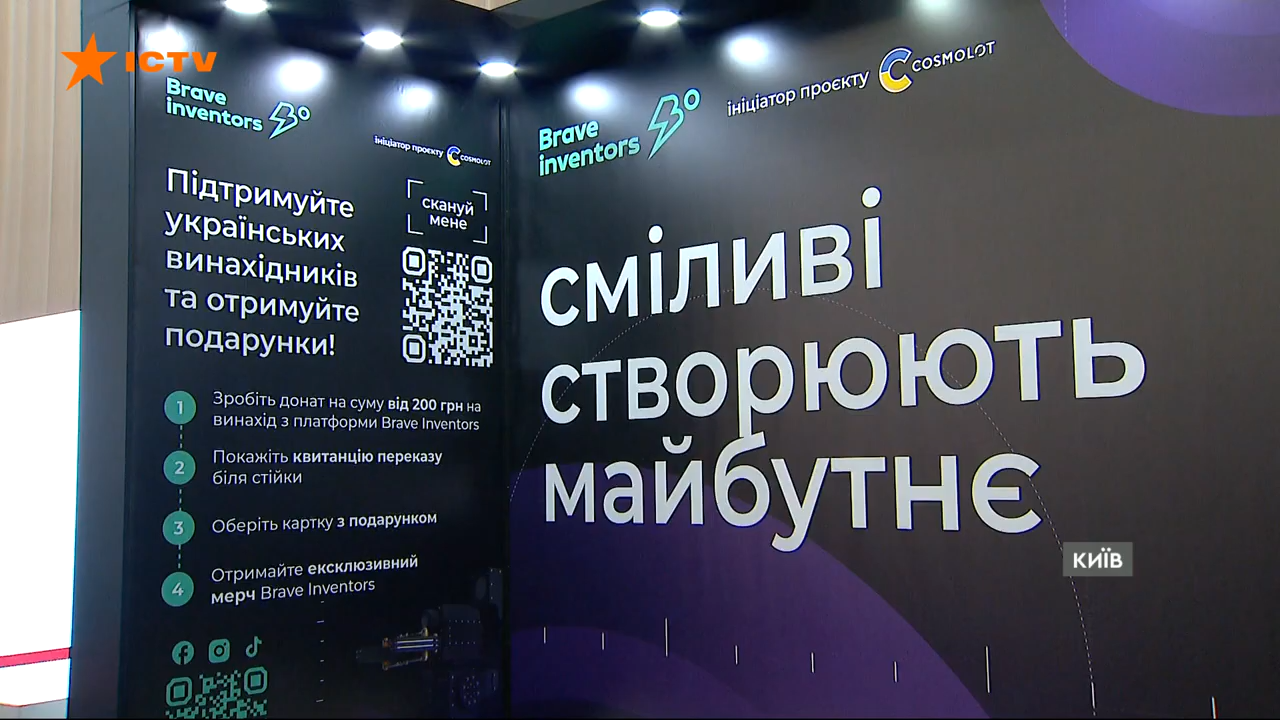 ICTV
Brave
inventors
ініціатор проєкту COSMOLOT
Підтримуйте
українських
винахідників
та отримуйте
подарунки!
скануй
мене
1 Зробіть донат на суму від 200 грн на
винахід з платформи Brave Inventors
2 Покажіть квитанцію переказу
біля стійки
3 Оберіть картку з подарунком
4 Отримайте ексклюзивний
мерч Brave Inventors
Brave
inventors
ініціатор проєкту COSMOLOT
сміливі
створюють
майбутнє
КИЇВ